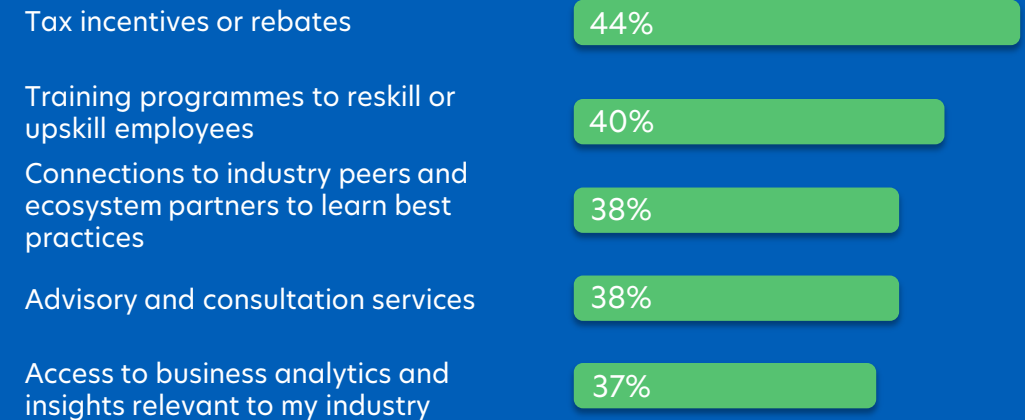 Tax incentives or rebates
44%
Training programmes to reskill or
upskill employees
40%
Connections to industry peers and
ecosystem partners to learn best
practices
38%
Advisory and consultation services
38%
Access to business analytics and
insights relevant to my industry
37%